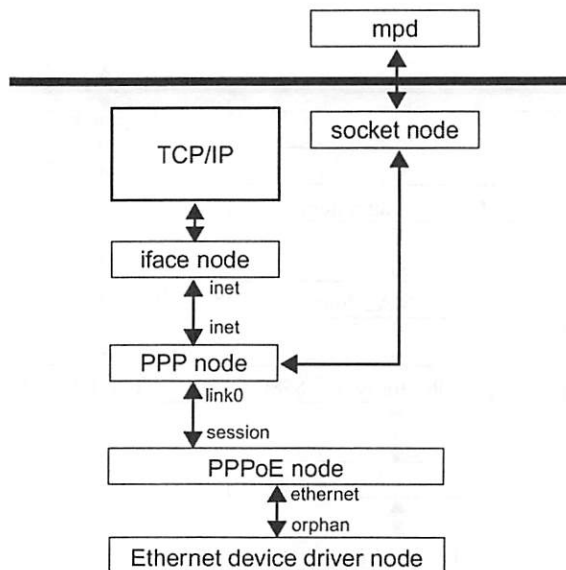 mpd
socket node
TCP/IP
iface node
inet
inet
PPP node
link0
session
PPPoE node
ethernet
orphan
Ethernet device driver node